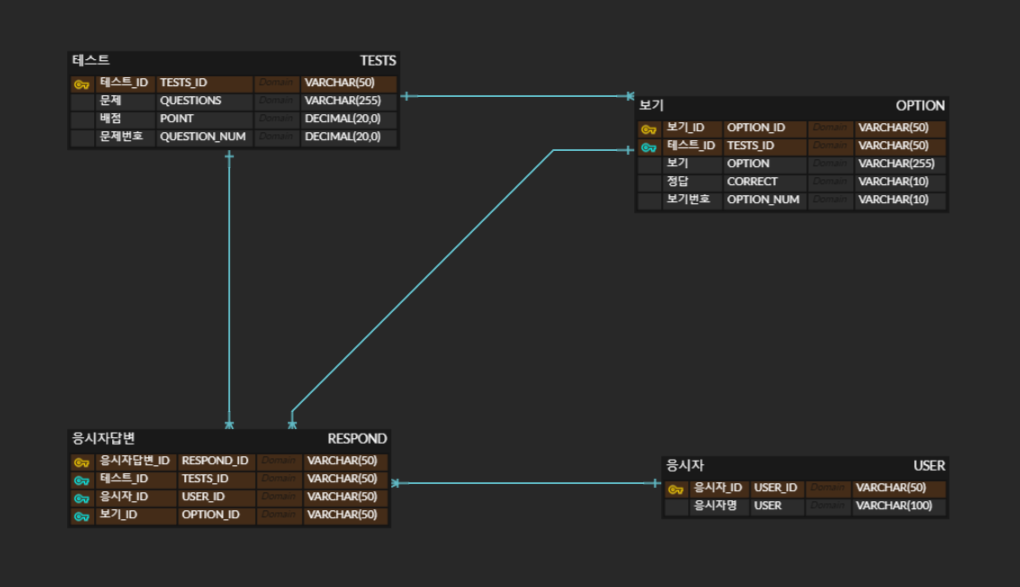 테스트 TESTS
테스트_ID TESTS_ID Domain VARCHAR(50)
문제 QUESTIONS Domain VARCHAR(255)
배점 POINT Domain DECIMAL(20,0)
문제번호 QUESTION_NUM Domain DECIMAL(20,0)
보기 OPTION
보기_ID OPTION_ID Domain VARCHAR(50)
테스트_ID TESTS_ID Domain VARCHAR(50)
보기 OPTION Domain VARCHAR(255)
정답 CORRECT Domain VARCHAR(10)
보기번호 OPTION_NUM Domain VARCHAR(10)
응시자답변 RESPOND
응시자답변_ID RESPOND_ID Domain VARCHAR(50)
테스트_ID TESTS_ID Domain VARCHAR(50)
응시자_ID USER_ID Domain VARCHAR(50)
보기_ID OPTION_ID Domain VARCHAR(50)
응시자 USER
응시자_ID USER_ID Domain VARCHAR(50)
응시자명 USER Domain VARCHAR(100)